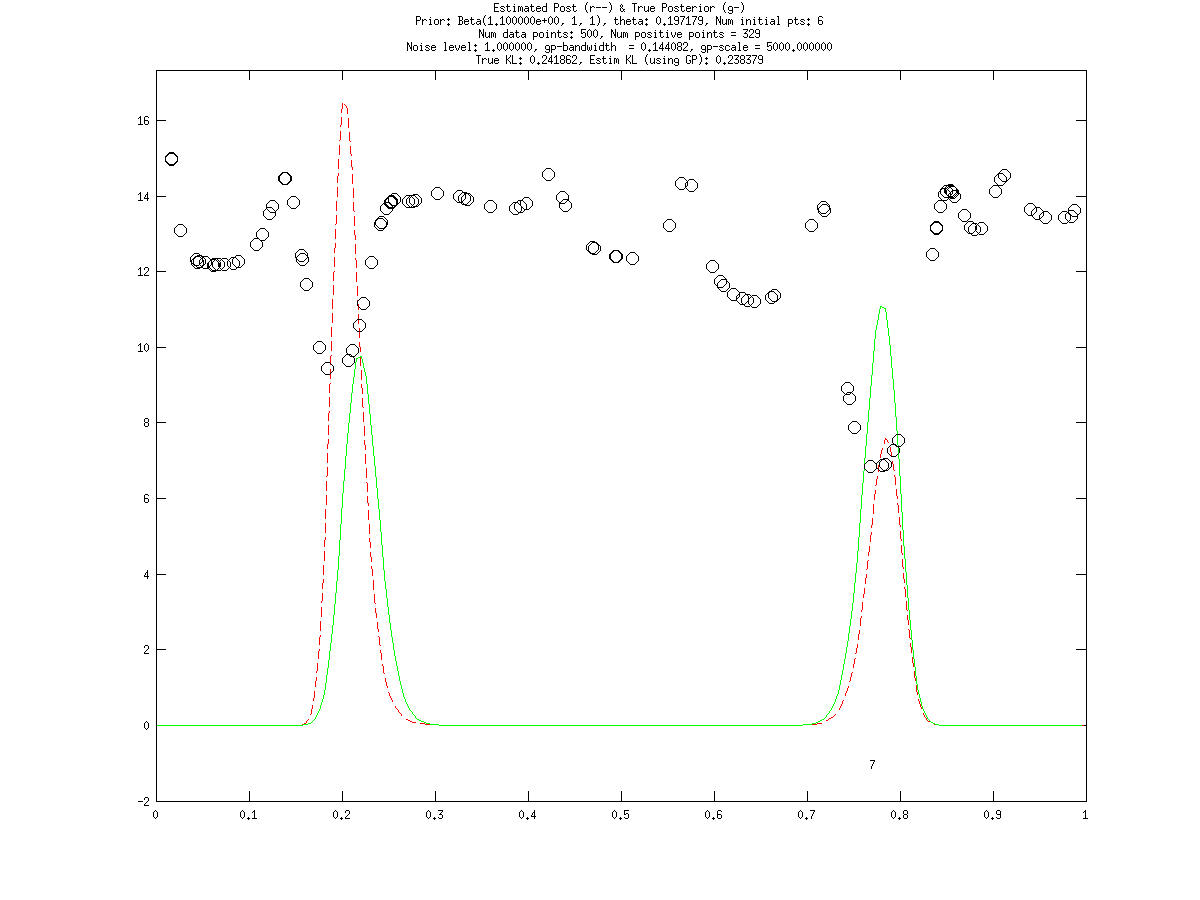 Estimated Post (r--) & True Posterior (g-)
Prior: Beta(1.100000e+00, 1, 1), theta: 0.197179, Num initial pts: 6
Num data points: 500, Num positive points = 329
Noise level: 1.000000, gp-bandwidth  = 0.144082, gp-scale = 5000.000000
True KL: 0.241862, Estim KL (using GP): 0.238379
16
14
12
10
8
6
4
2
0
7
-2
0 0.1 0.2 0.3 0.4 0.5 0.6 0.7 0.8 0.9 1